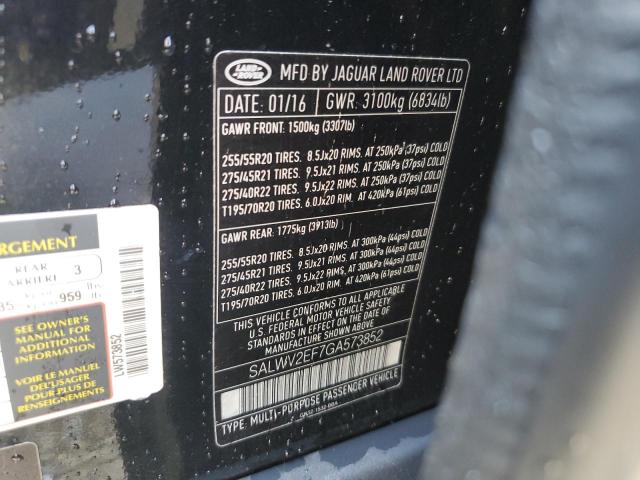 LAND ROVER
MFD BY JAGUAR LAND ROVER LTD
DATE: 01/16 GWR: 3100kg (6834lb)
GAWR FRONT: 1500kg (3307lb)
255/55R20 TIRES. 8.5Jx20 RIMS. AT 250kPa (37psi) COLD
275/45R21 TIRES. 9.5Jx21 RIMS. AT 250kPa (37psi) COLD
275/40R22 TIRES. 9.5Jx22 RIMS. AT 250kPa (37psi) COLD
T195/70R20 TIRES. 6.0Jx20 RIM. AT 420kPa (61psi) COLD
GAWR REAR: 1775kg (3913lb)
255/55R20 TIRES. 8.5Jx20 RIMS. AT 300kPa (44psi) COLD
275/45R21 TIRES. 9.5Jx21 RIMS. AT 300kPa (44psi) COLD
275/40R22 TIRES. 9.5Jx22 RIMS. AT 300kPa (44psi) COLD
T195/70R20 TIRES. 6.0Jx20 RIM. AT 420kPa (61psi) COLD
THIS VEHICLE CONFORMS TO ALL APPLICABLE
U.S. FEDERAL MOTOR VEHICLE SAFETY
STANDARDS IN EFFECT ON THE DATE OF
MANUFACTURE SHOWN ABOVE.
SALWV2EF7GA573852
TYPE: MULTI-PURPOSE PASSENGER VEHICLE
RGEMENT
REAR
ARRIERE 3
959 lbs
lb
SEE OWNER'S
MANUAL FOR
ADDITIONAL
INFORMATION
VOIR LE MANUEL
DE L'USAGER
POUR PLUS DE
RENSEIGNEMENTS
LW573852